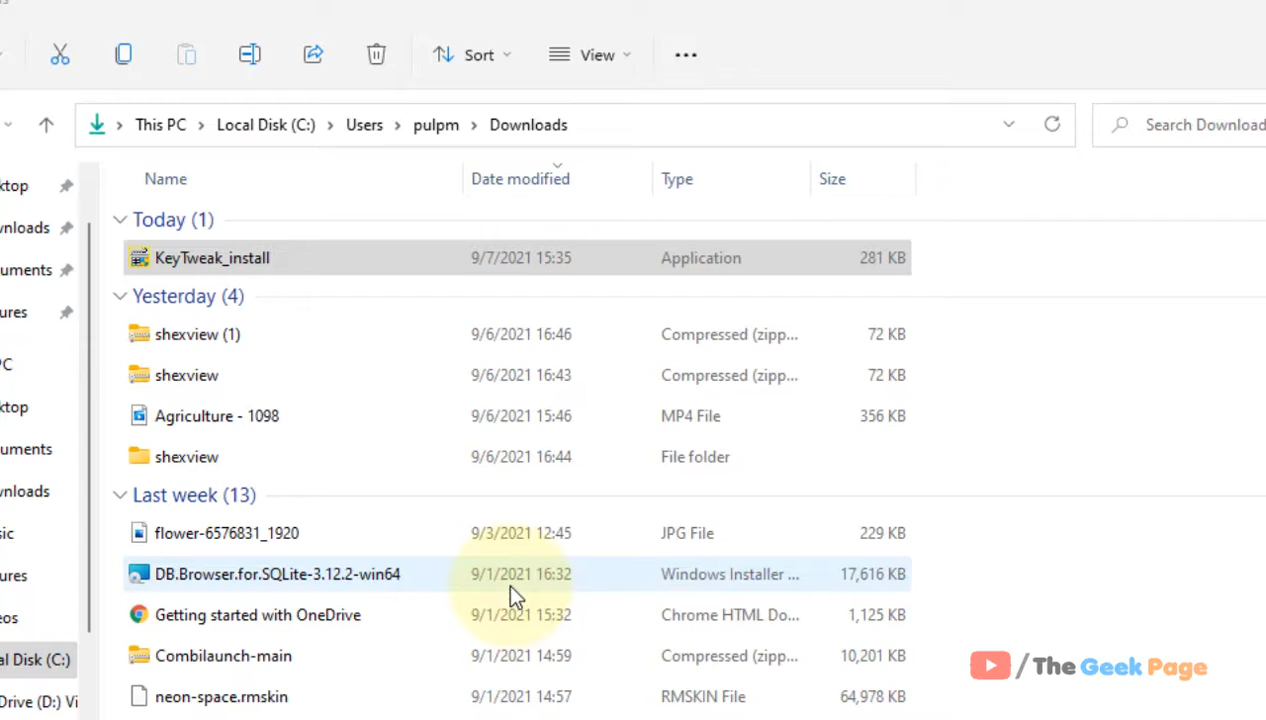 Sort View
This PC Local Disk (C:) Users pulpm Downloads Search Download
Name Date modified Type Size
ktop
Today (1)
wnloads
KeyTweak_install 9/7/2021 15:35 Application 281 KB
uments
Yesterday (4)
ures
shexview (1) 9/6/2021 16:46 Compressed (zipp... 72 KB
PC
shexview 9/6/2021 16:43 Compressed (zipp... 72 KB
ktop
Agriculture - 1098 9/6/2021 15:46 MP4 File 356 KB
uments
shexview 9/6/2021 16:44 File folder
wnloads
Last week (13)
sic
flower-6576831_1920 9/3/2021 12:45 JPG File 229 KB
ures
DB.Browser.for.SQLite-3.12.2-win64 9/1/2021 16:32 Windows Installer ... 17,616 KB
eos
Getting started with OneDrive 9/1/2021 15:32 Chrome HTML Do... 1,125 KB
al Disk (C:)
Combilaunch-main 9/1/2021 14:59 Compressed (zipp... 10,201 KB
/The Geek Page
Drive (D:) Vi
neon-space.rmskin 9/1/2021 14:57 RMSKIN File 64,978 KB